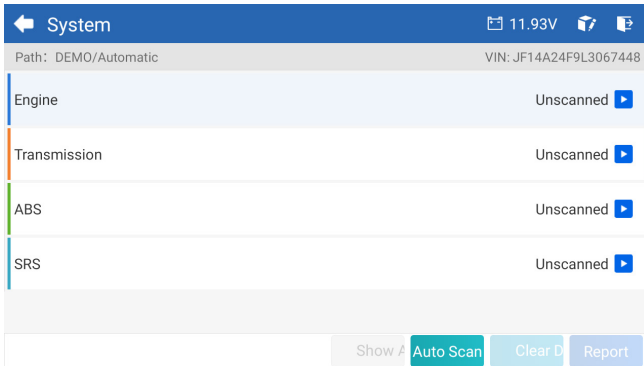 System 11.93V
Path: DEMO/Automatic VIN: JF14A24F9L3067448
Engine Unscanned
Transmission Unscanned
ABS Unscanned
SRS Unscanned
Show A Auto Scan Clear D Report